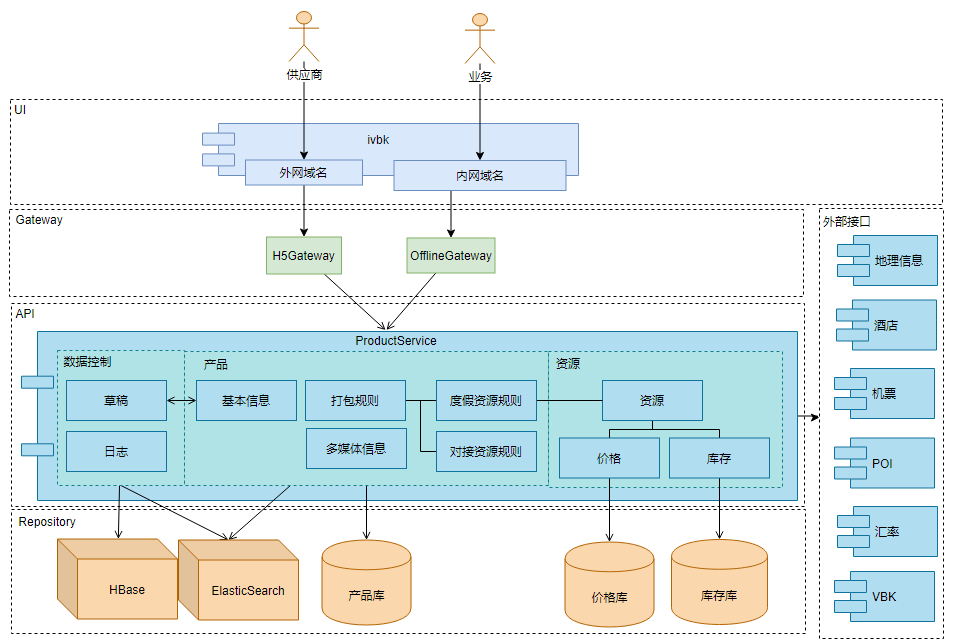 供应商
业务
UI
ivbk
外网域名
内网域名
Gateway
H5Gateway
OfflineGateway
外部接口
地理信息
酒店
机票
POI
汇率
VBK
API
ProductService
数据控制
产品
资源
草稿
基本信息
打包规则
度假资源规则
资源
日志
多媒体信息
对接资源规则
价格
库存
Repository
HBase
ElasticSearch
产品库
价格库
库存库